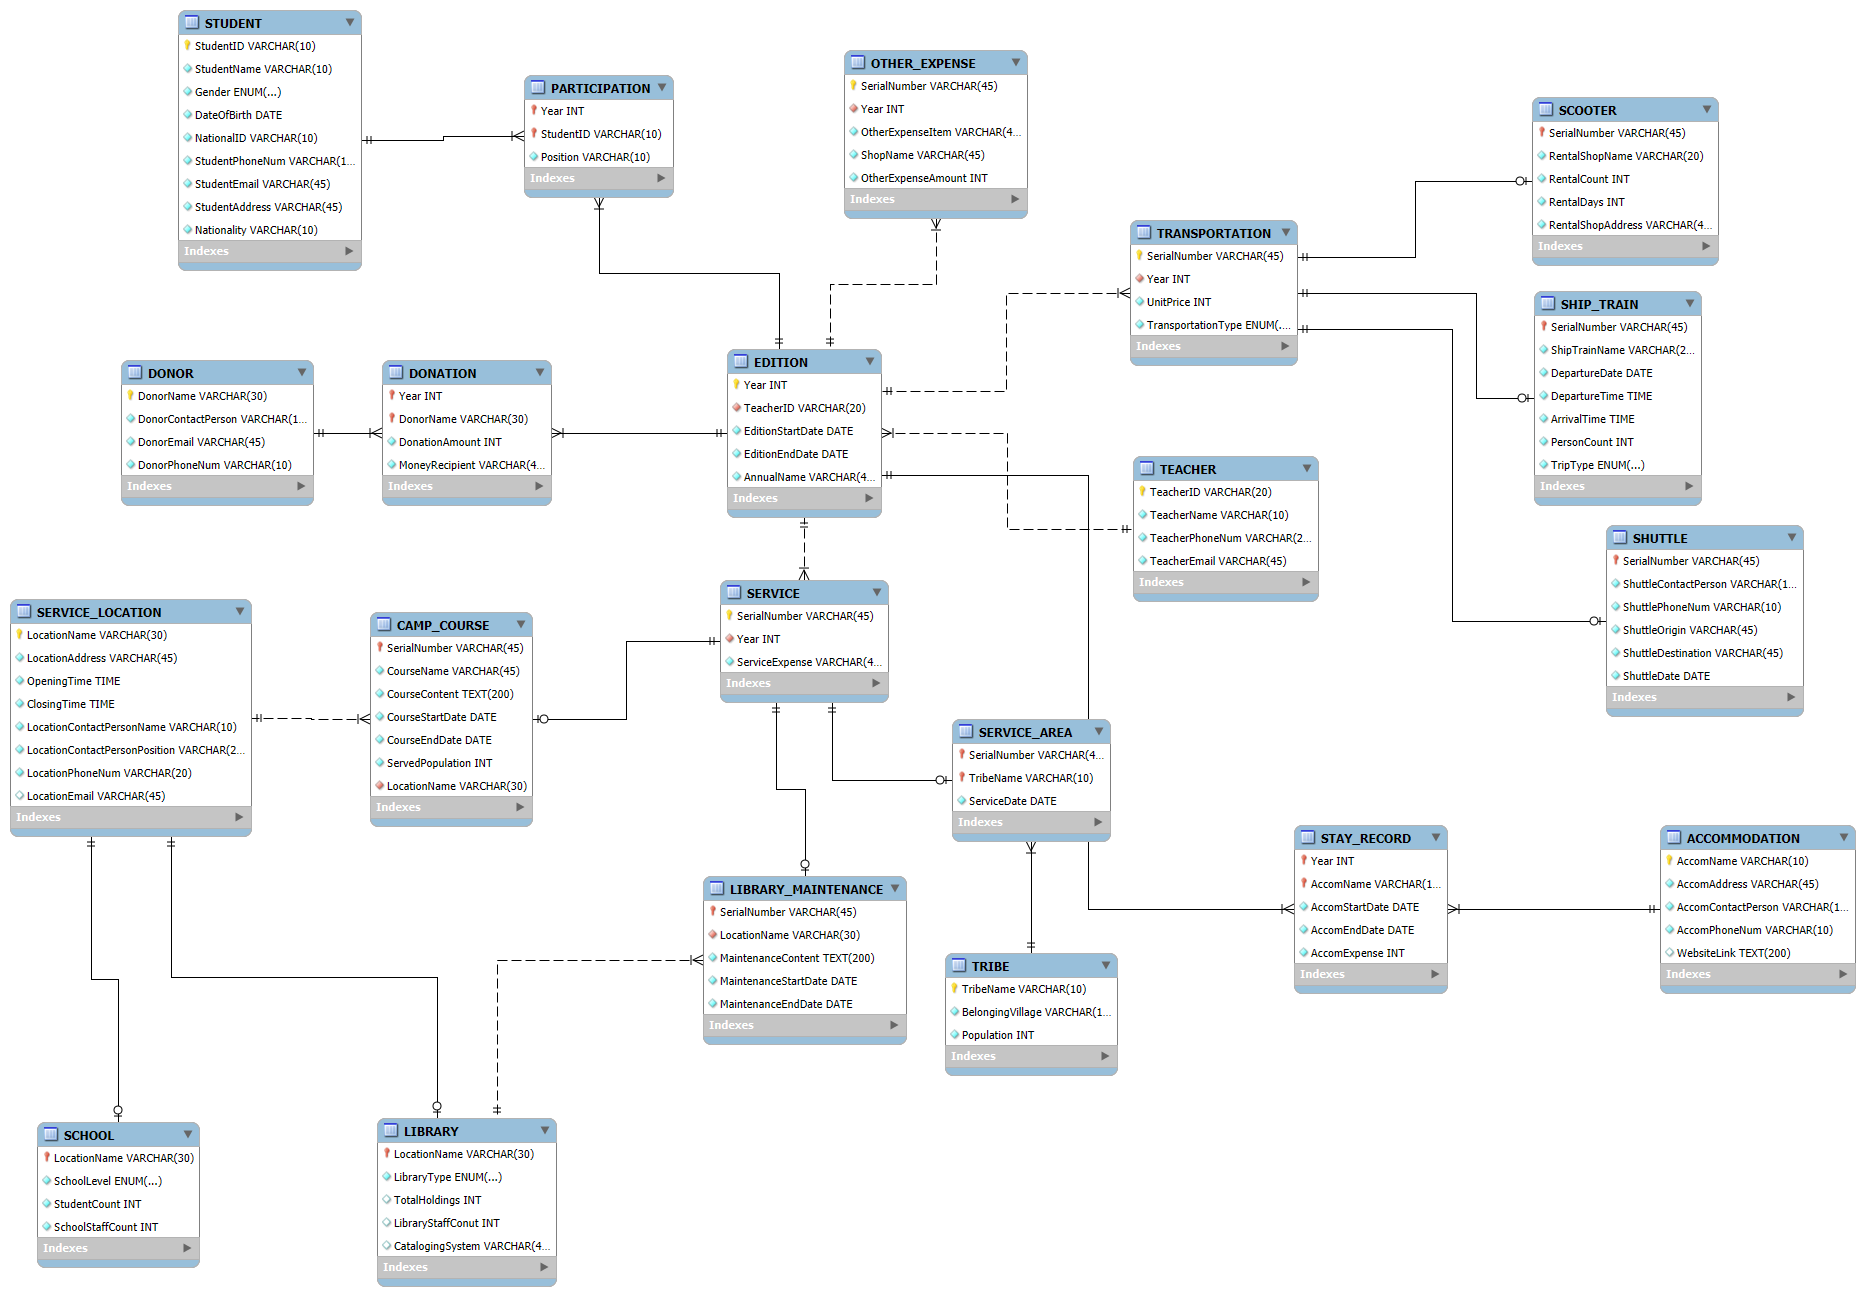 STUDENT
StudentID VARCHAR(10)
StudentName VARCHAR(10)
Gender ENUM(...)
DateOfBirth DATE
NationalID VARCHAR(10)
StudentPhoneNum VARCHAR(1...
StudentEmail VARCHAR(45)
StudentAddress VARCHAR(45)
Nationality VARCHAR(10)
Indexes
PARTICIPATION
Year INT
StudentID VARCHAR(10)
Position VARCHAR(10)
Indexes
OTHER_EXPENSE
SerialNumber VARCHAR(45)
Year INT
OtherExpenseItem VARCHAR(4...
ShopName VARCHAR(45)
OtherExpenseAmount INT
Indexes
TRANSPORTATION
SerialNumber VARCHAR(45)
Year INT
UnitPrice INT
TransportationType ENUM(....
Indexes
SCOOTER
SerialNumber VARCHAR(45)
RentalShopName VARCHAR(20)
RentalCount INT
RentalDays INT
RentalShopAddress VARCHAR(4...
Indexes
SHIP_TRAIN
SerialNumber VARCHAR(45)
ShipTrainName VARCHAR(2...
DepartureDate DATE
DepartureTime TIME
ArrivalTime TIME
PersonCount INT
TripType ENUM(...)
Indexes
DONOR
DonorName VARCHAR(30)
DonorContactPerson VARCHAR(1...
DonorEmail VARCHAR(45)
DonorPhoneNum VARCHAR(10)
Indexes
DONATION
Year INT
DonorName VARCHAR(30)
DonationAmount INT
MoneyRecipient VARCHAR(4...
Indexes
EDITION
Year INT
TeacherID VARCHAR(20)
EditionStartDate DATE
EditionEndDate DATE
AnnualName VARCHAR(4...
Indexes
TEACHER
TeacherID VARCHAR(20)
TeacherName VARCHAR(10)
TeacherPhoneNum VARCHAR(2...
TeacherEmail VARCHAR(45)
Indexes
SHUTTLE
SerialNumber VARCHAR(45)
ShuttleContactPerson VARCHAR(1...
ShuttlePhoneNum VARCHAR(10)
ShuttleOrigin VARCHAR(45)
ShuttleDestination VARCHAR(45)
ShuttleDate DATE
Indexes
SERVICE_LOCATION
LocationName VARCHAR(30)
LocationAddress VARCHAR(45)
OpeningTime TIME
ClosingTime TIME
LocationContactPersonName VARCHAR(10)
LocationContactPersonPosition VARCHAR(2...
LocationPhoneNum VARCHAR(20)
LocationEmail VARCHAR(45)
Indexes
CAMP_COURSE
SerialNumber VARCHAR(45)
CourseName VARCHAR(45)
CourseContent TEXT(200)
CourseStartDate DATE
CourseEndDate DATE
ServedPopulation INT
LocationName VARCHAR(30)
Indexes
SERVICE
SerialNumber VARCHAR(45)
Year INT
ServiceExpense VARCHAR(4...
Indexes
SERVICE_AREA
SerialNumber VARCHAR(4...
TribeName VARCHAR(10)
ServiceDate DATE
Indexes
LIBRARY_MAINTENANCE
SerialNumber VARCHAR(45)
LocationName VARCHAR(30)
MaintenanceContent TEXT(200)
MaintenanceStartDate DATE
MaintenanceEndDate DATE
Indexes
TRIBE
TribeName VARCHAR(10)
BelongingVillage VARCHAR(1...
Population INT
Indexes
STAY_RECORD
Year INT
AccomName VARCHAR(1...
AccomStartDate DATE
AccomEndDate DATE
AccomExpense INT
Indexes
ACCOMMODATION
AccomName VARCHAR(10)
AccomAddress VARCHAR(45)
AccomContactPerson VARCHAR(1...
AccomPhoneNum VARCHAR(10)
WebsiteLink TEXT(200)
Indexes
SCHOOL
LocationName VARCHAR(30)
SchoolLevel ENUM(...)
StudentCount INT
SchoolStaffCount INT
Indexes
LIBRARY
LocationName VARCHAR(30)
LibraryType ENUM(...)
TotalHoldings INT
LibraryStaffConut INT
CatalogingSystem VARCHAR(4...
Indexes